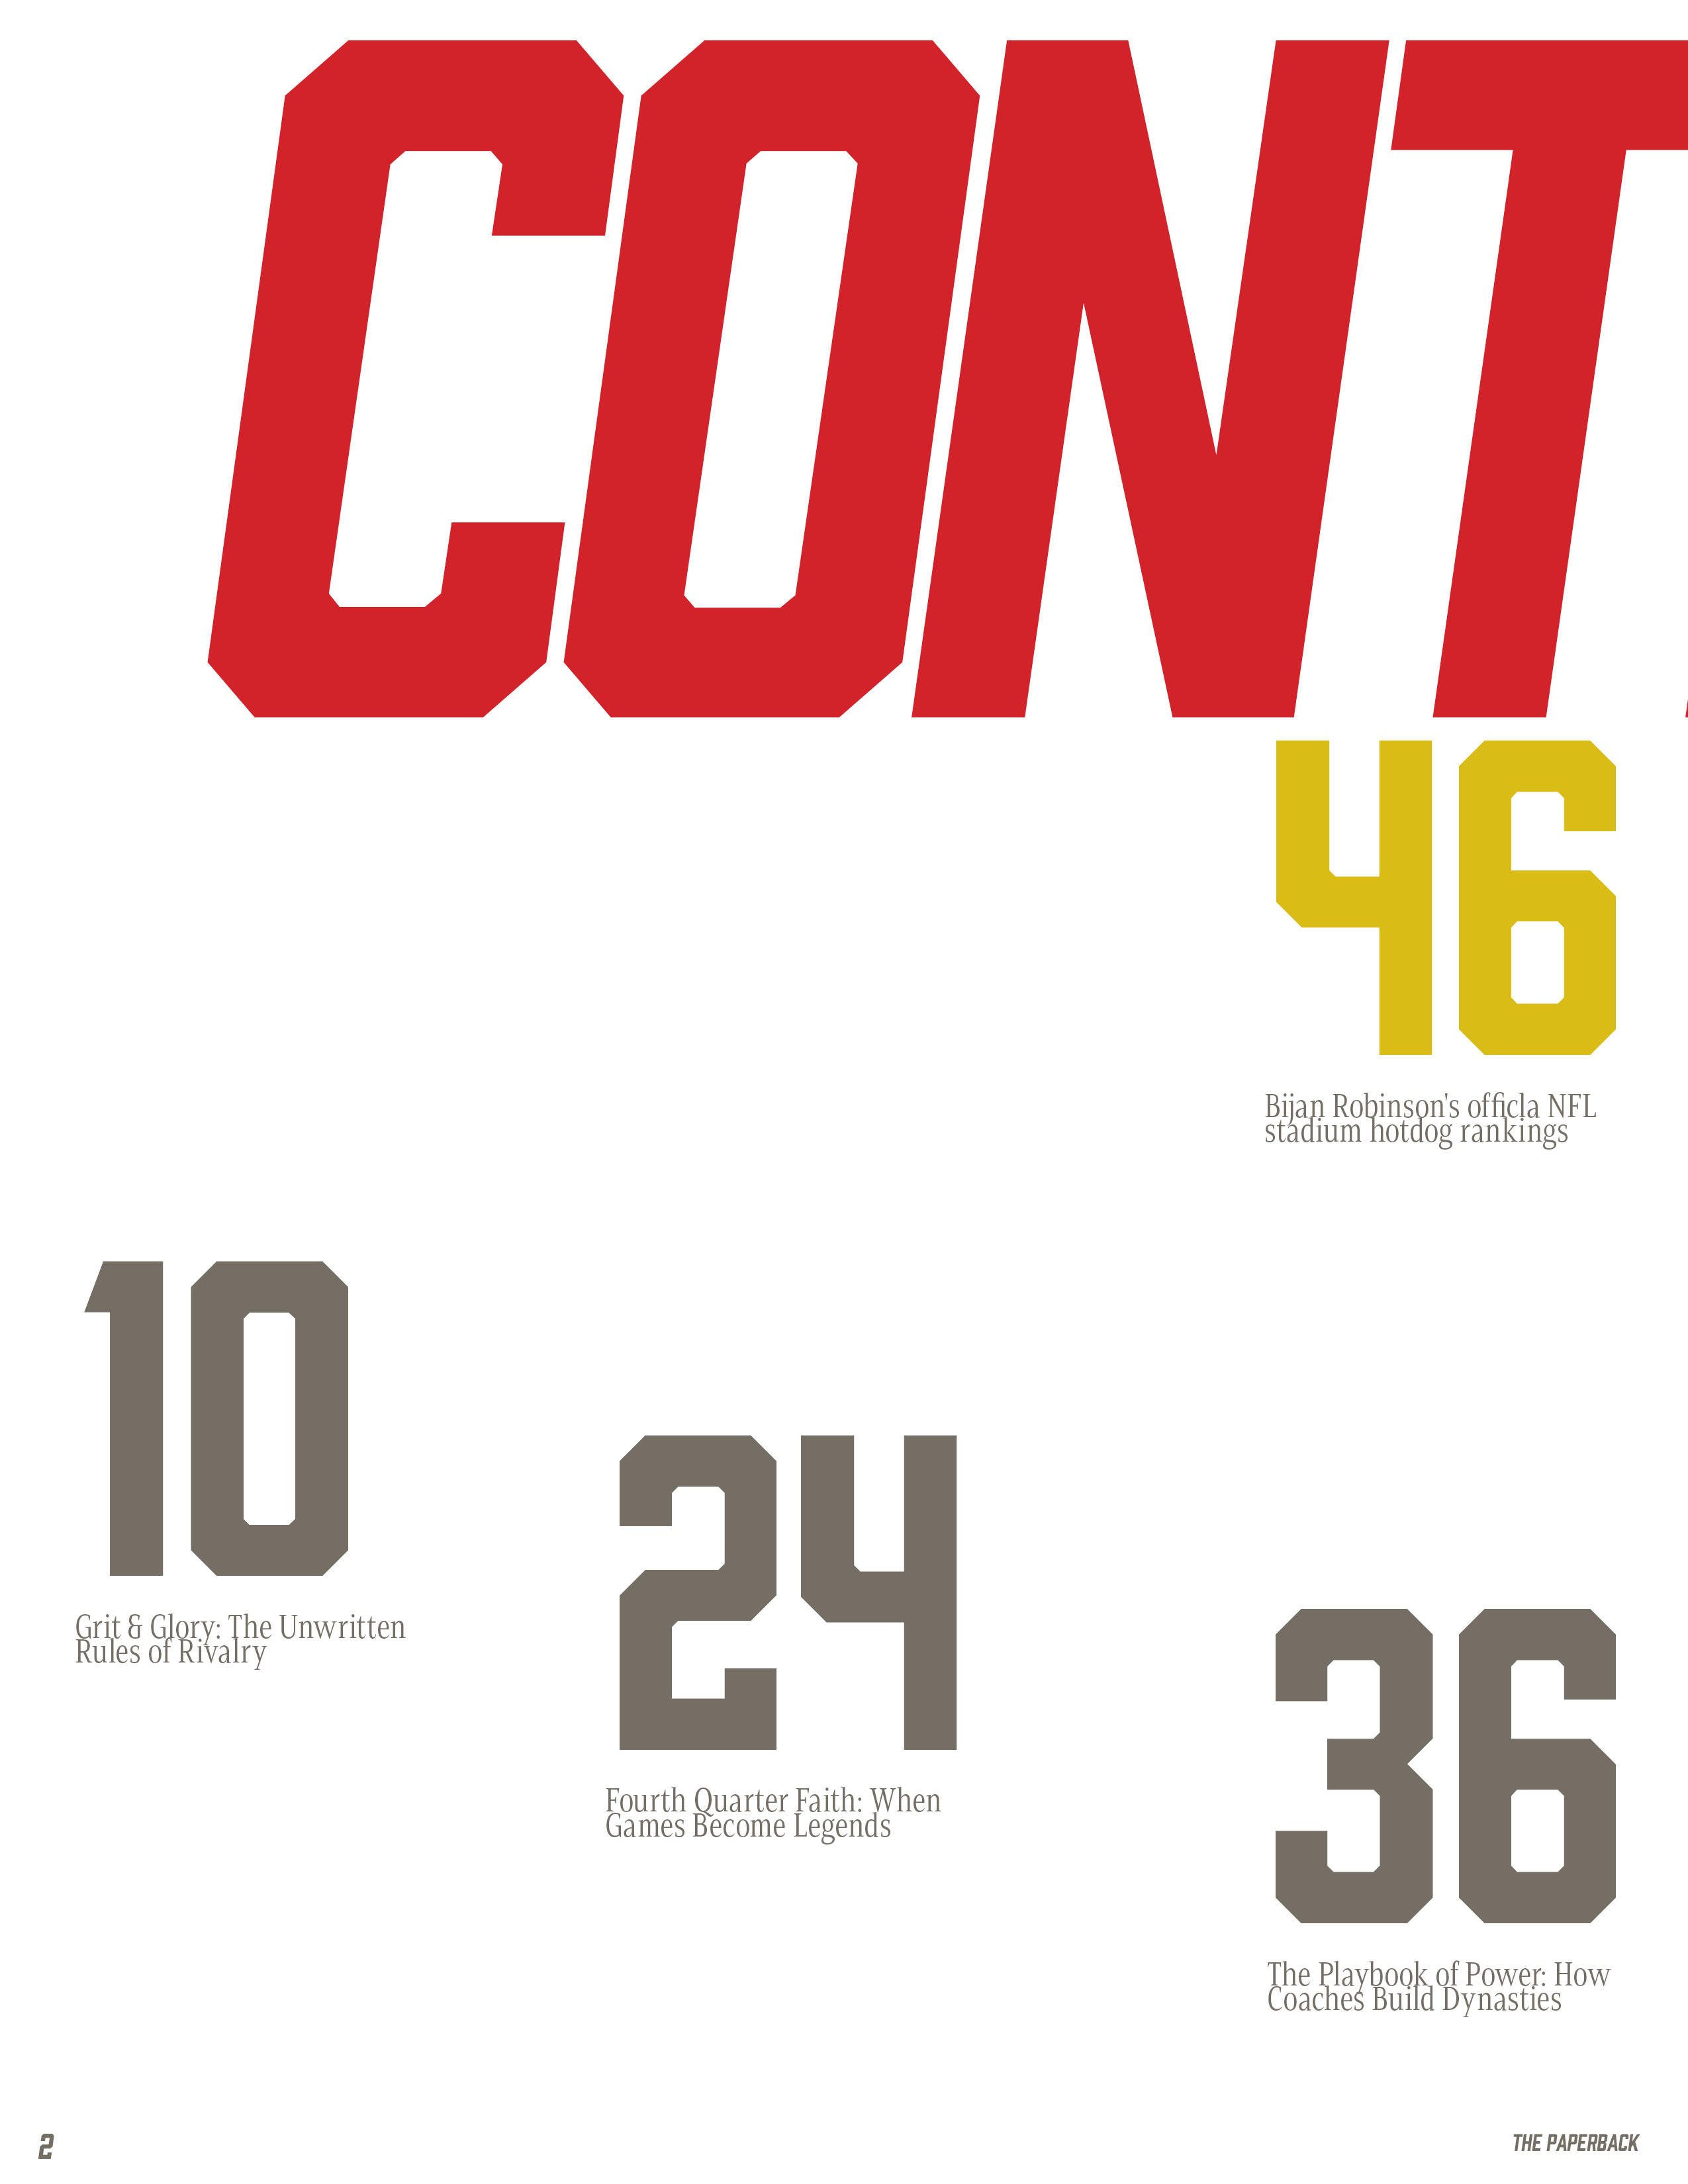 CONT
46
Bijan Robinson's officla NFL
stadium hotdog rankings
10
Grit & Glory: The Unwritten
Rules of Rivalry
24
Fourth Quarter Faith: When
Games Become Legends
36
The Playbook of Power: How
Coaches Build Dynasties
2
THE PAPERBACK